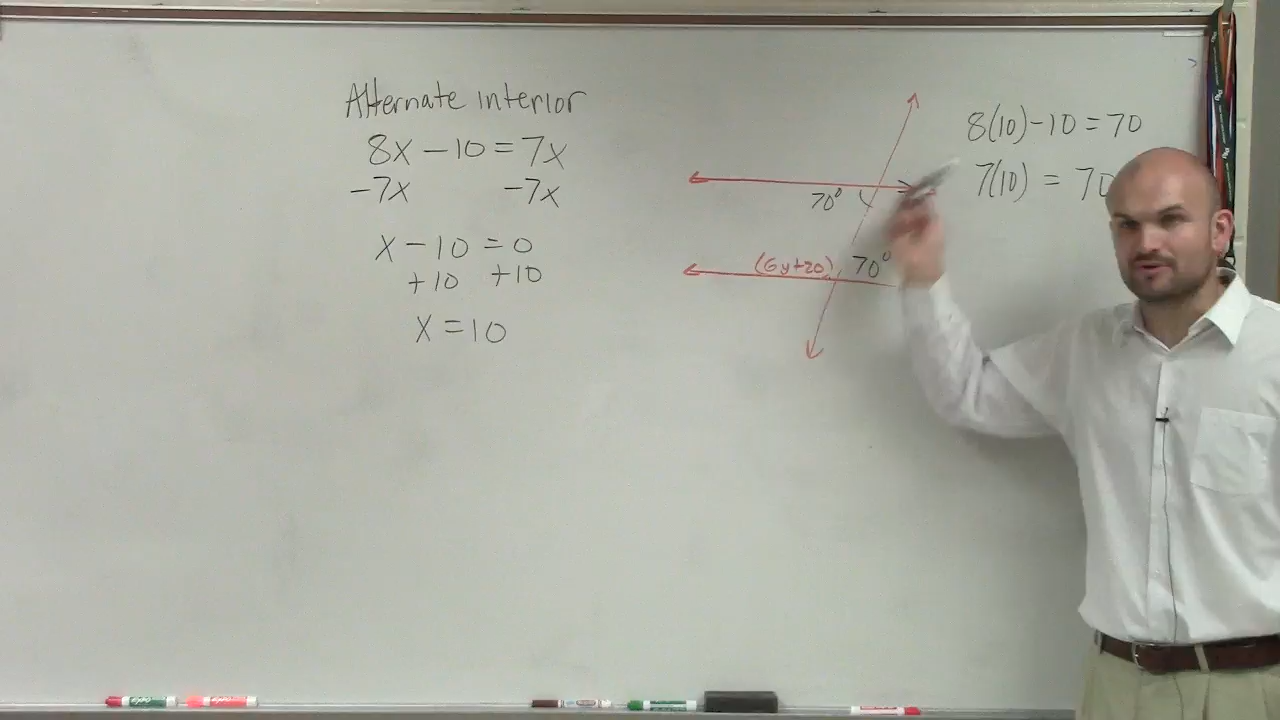 Alternate interior
8x - 10 = 7x
-7x -7x
x - 10 = 0
+10 +10
x = 10
70°
(6y+20)
70°
8(10) - 10 = 70
7(10) = 70